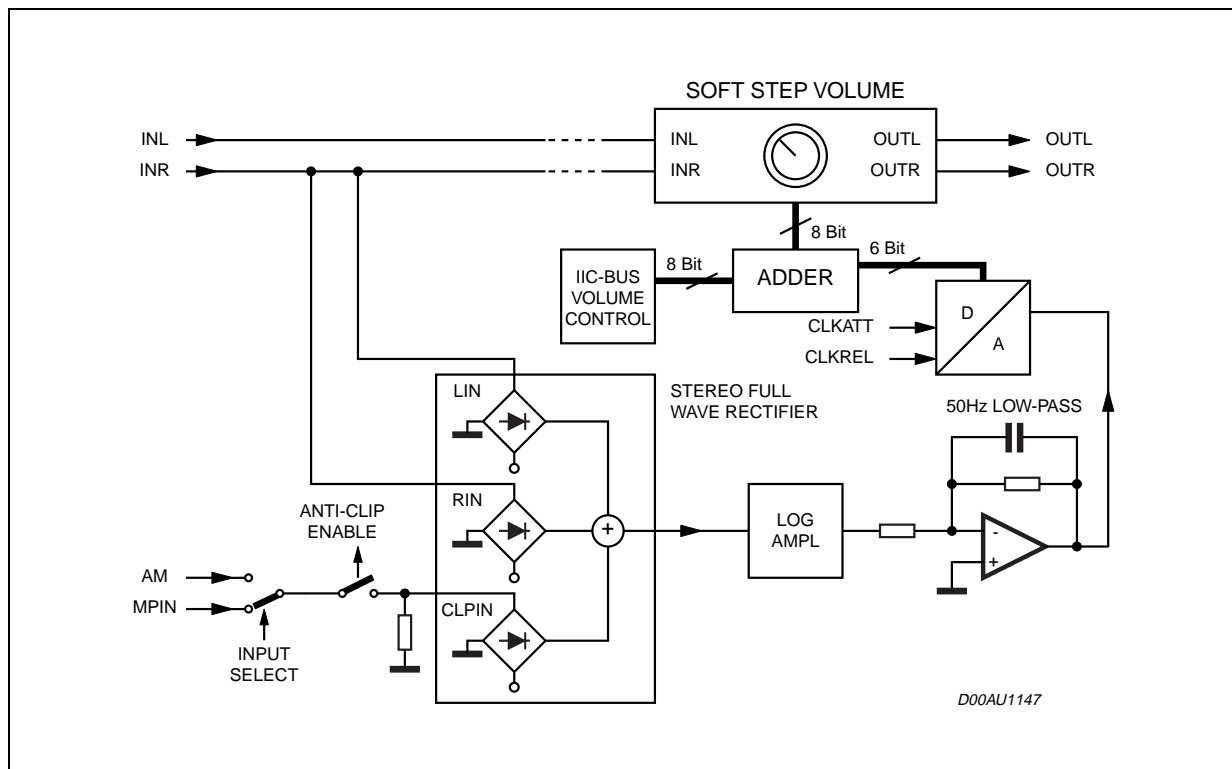 SOFT STEP VOLUME
INL
INL
OUTL
OUTL
INR
INR
OUTR
OUTR
8 Bit
6 Bit
8 Bit
IIC-BUS
VOLUME
CONTROL
ADDER
D
A
CLKATT
CLKREL
LIN
STEREO FULL
WAVE RECTIFIER
50Hz LOW-PASS
RIN
ANTI-CLIP
ENABLE
+
LOG
AMPL
-
+
AM
MPIN
CLPIN
INPUT
SELECT
D00AU1147